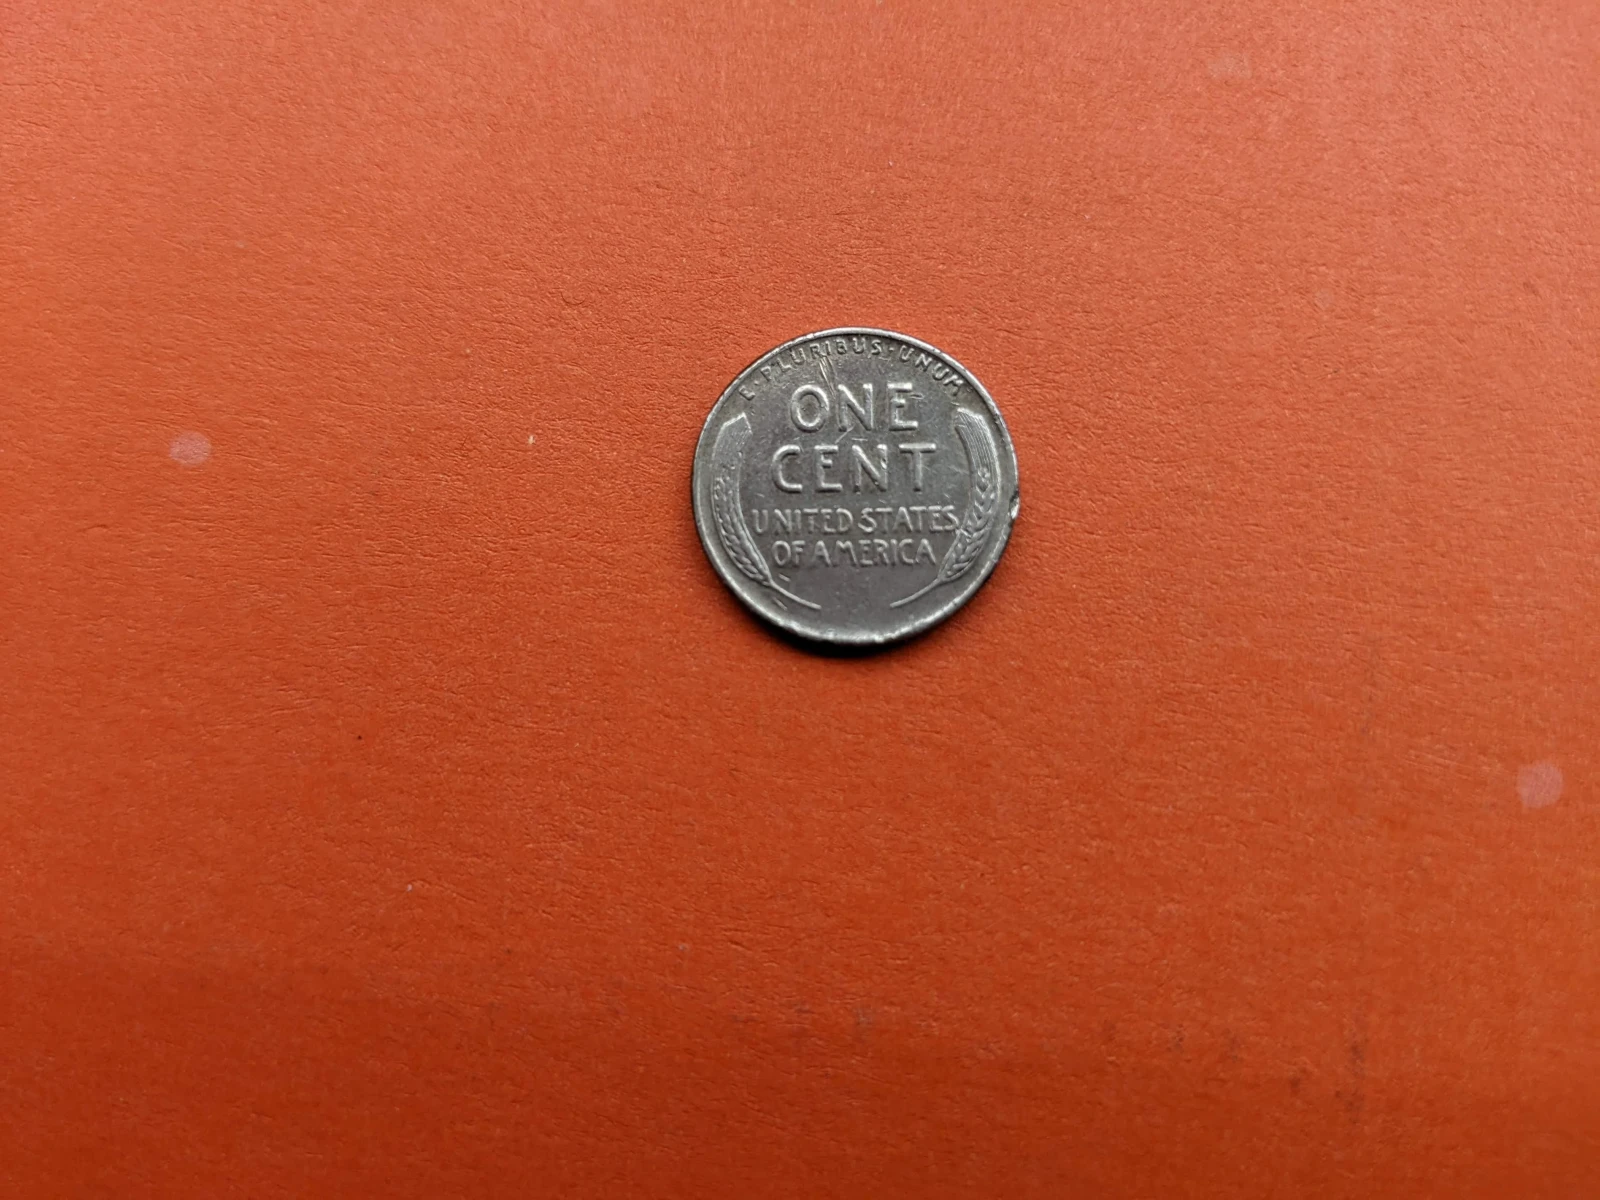 E·PLURIBUS·UNUM
ONE
CENT
UNITED STATES
OF AMERICA